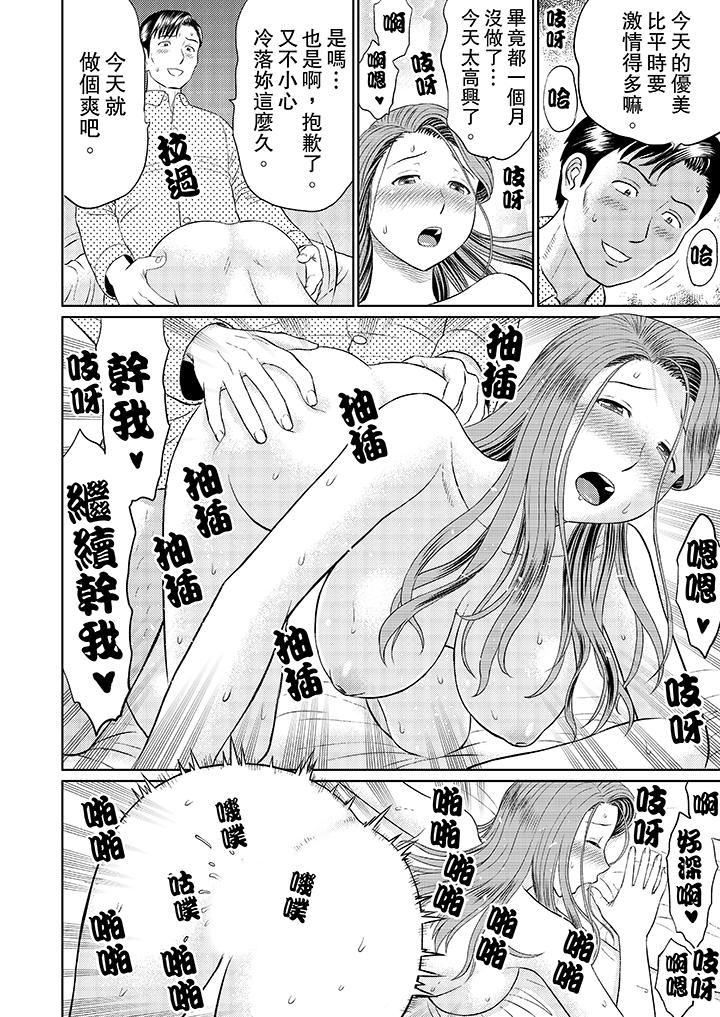 今天的優美
比平時要
激情得多嘛。
哈
哈
吱呀
畢竟都一個月
沒做了…
今天太高興了。
吱呀
啊
啊嗯♥
吱呀
吱呀
是嗎…
也是啊，抱歉了。
又不小心
冷落妳這麼久。
拉過
今天就
做個爽吧。
抽插
抽插
抽插
抽插
抽插
抽插
嗯嗯♥
吱呀
幹我♥
吱呀
繼續幹我♥
啊
吱呀
好深啊♥
吱呀
啊嗯
啪啪
啪啪
啪啪
啪啪
啪啪
啪啪
嘰噗
咕噗
嘰噗
啪啪
啪啪
啪啪
啪啪